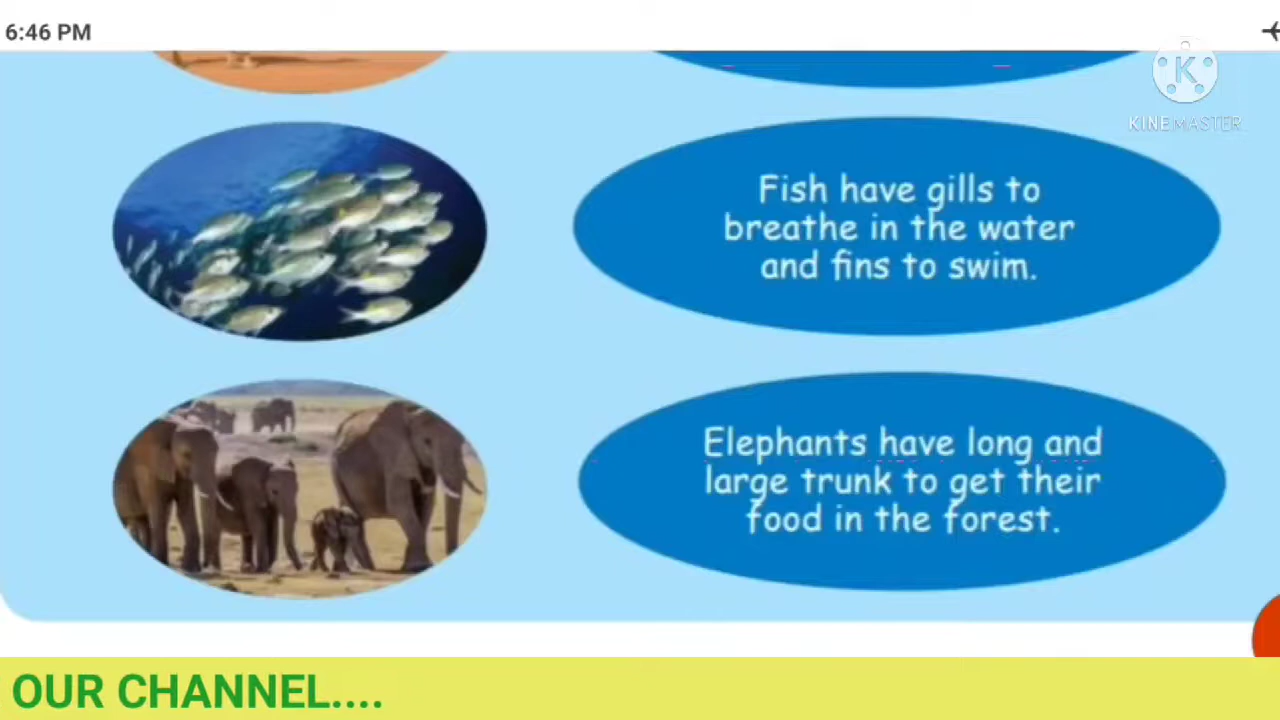 6:46 PM
KINEMASTER
Fish have gills to
breathe in the water
and fins to swim.
Elephants have long and
large trunk to get their
food in the forest.
OUR CHANNEL....